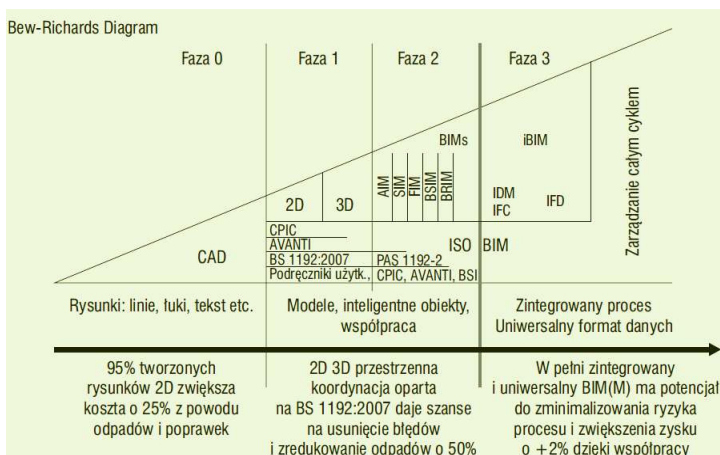 Bew-Richards Diagram
Faza 0
Faza 1
Faza 2
Faza 3
BIMs
iBIM
Zarządzanie całym cyklem
AIM
SIM
FIM
BSIM
BRIM
2D
3D
IDM
IFC
IFD
CPIC
AVANTI
BS 1192:2007
PAS 1192-2
Podręczniki użytk., CPIC, AVANTI, BSI
CAD
ISO BIM
Rysunki: linie, łuki, tekst etc.
Modele, inteligentne obiekty,
współpraca
Zintegrowany proces
Uniwersalny format danych
95% tworzonych
rysunków 2D zwiększa
koszta o 25% z powodu
odpadów i poprawek
2D 3D przestrzenna
koordynacja oparta
na BS 1192:2007 daje szanse
na usunięcie błędów
i zredukowanie odpadów o 50%
W pełni zintegrowany
i uniwersalny BIM(M) ma potencjał
do zminimalizowania ryzyka
procesu i zwiększenia zysku
o +2% dzięki współpracy